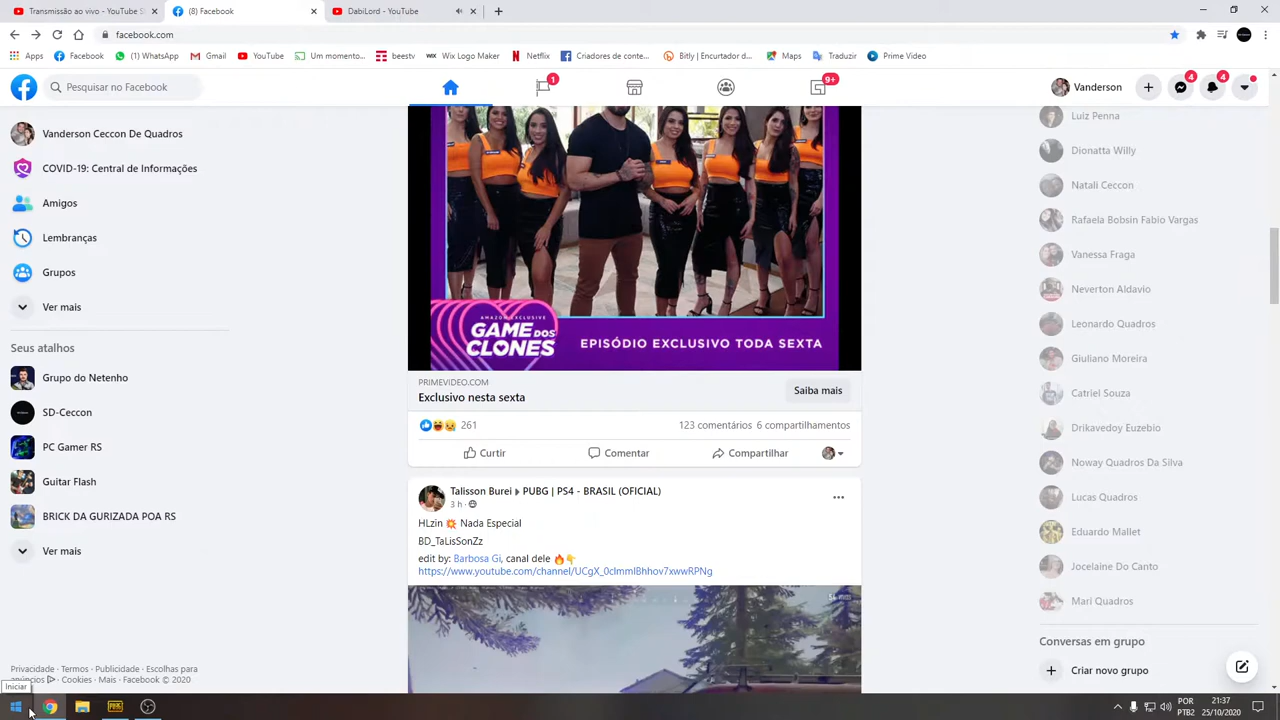 Transmissão ao vivo - YouTube S
(8) Facebook
DabiLord - YouTube
facebook.com
Apps
Facebook
(1) WhatsApp
Gmail
YouTube
Um momento...
beestv
Wix Logo Maker
Netflix
Criadores de conte...
Bitly | Encurtador d...
Maps
Traduzir
Prime Video
Pesquisar no Facebook
1
9+
Vanderson
4
4
Vanderson Ceccon De Quadros
COVID-19: Central de Informações
Amigos
Lembranças
Grupos
Ver mais
Seus atalhos
Grupo do Netenho
SD-Ceccon
PC Gamer RS
Guitar Flash
BRICK DA GURIZADA POA RS
Ver mais
Privacidade · Termos · Publicidade · Escolhas para
anúncios · Cookies · Mais · Facebook © 2020
Iniciar
AMAZON EXCLUSIVE
GAME DOS
CLONES
EPISÓDIO EXCLUSIVO TODA SEXTA
PRIMEVIDEO.COM
Exclusivo nesta sexta
Saiba mais
261
123 comentários 6 compartilhamentos
Curtir
Comentar
Compartilhar
Talisson Burei
PUBG | PS4 - BRASIL (OFICIAL)
3 h ·
HLzin 💥 Nada Especial
BD_TaLisSonZz
edit by: Barbosa Gi, canal dele 🔥👇
https://www.youtube.com/channel/UCgX_0clmmlBhhov7xwwRPNg
Luiz Penna
Dionatta Willy
Natali Ceccon
Rafaela Bobsin Fabio Vargas
Vanessa Fraga
Neverton Aldavio
Leonardo Quadros
Giuliano Moreira
Catriel Souza
Drikavedoy Euzebio
Noway Quadros Da Silva
Lucas Quadros
Eduardo Mallet
Jocelaine Do Canto
Mari Quadros
Conversas em grupo
Criar novo grupo
POR
PTB2
21:37
25/10/2020